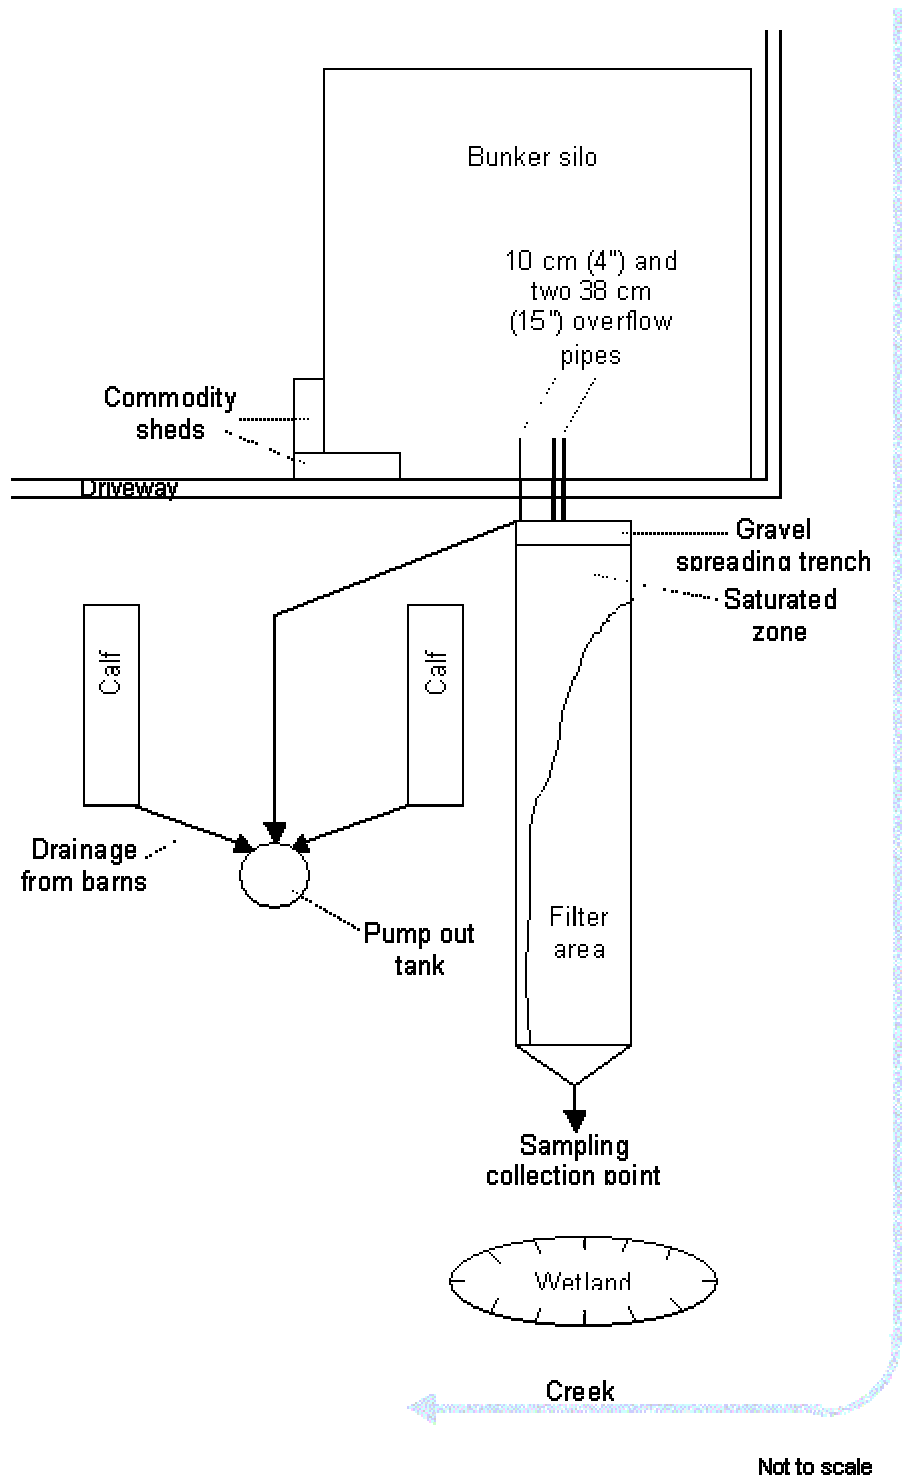 Bunker silo
10 cm (4") and
two 38 cm
(15") overflow
pipes
Commodity
sheds
Driveway
Gravel
spreading trench
Saturated
zone
Calf
Calf
Drainage
from barns
Filter
area
Pump out
tank
Sampling
collection point
Wetland
Creek
Not to scale